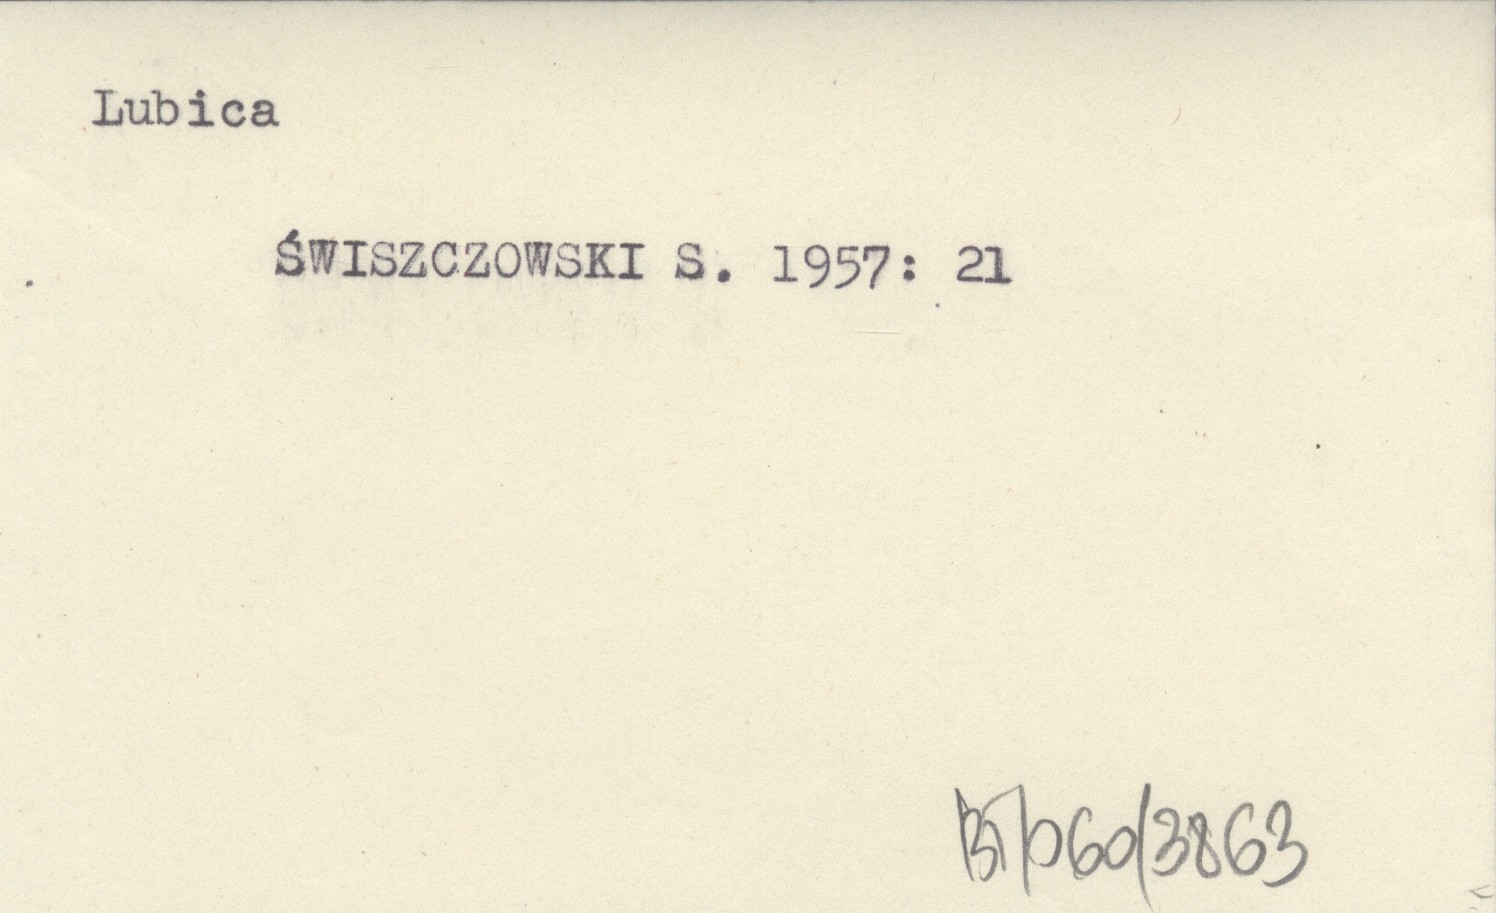 Lubica
ŚWISZCZOWSKI S. 1957: 21
BT/060/3863